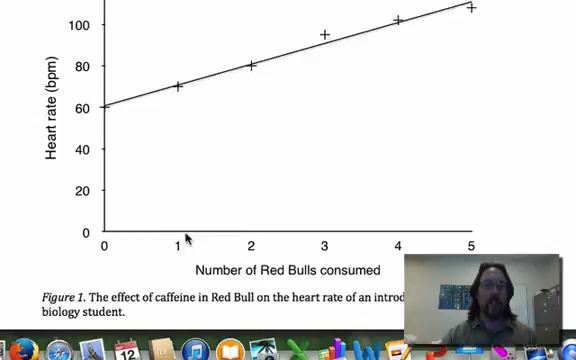 100
80
60
40
20
0
Heart rate (bpm)
0 1 2 3 4 5
Number of Red Bulls consumed
Figure 1. The effect of caffeine in Red Bull on the heart rate of an introd
biology student.
12